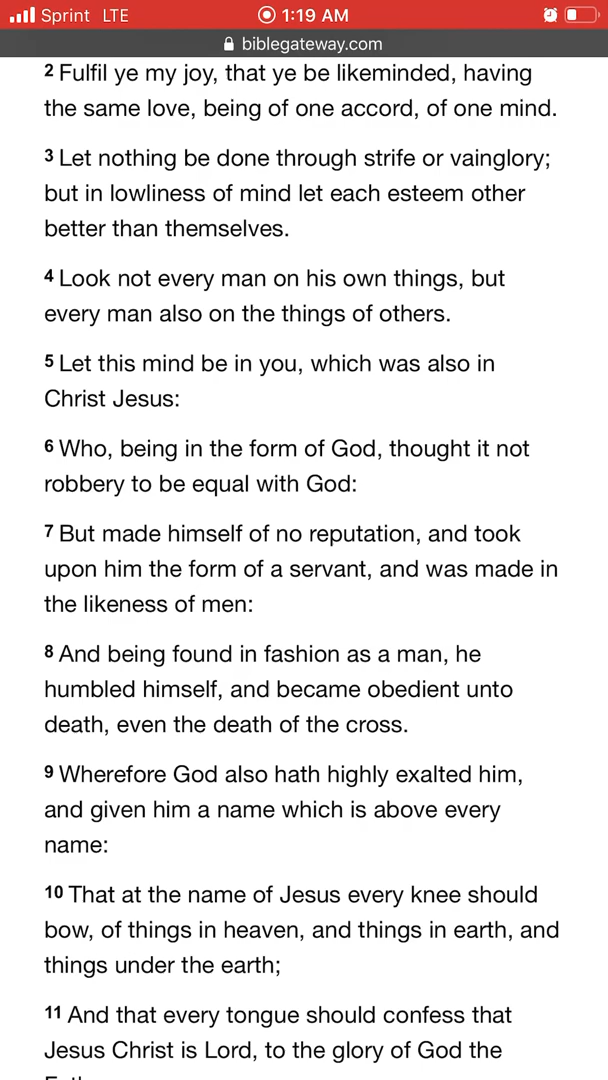 Sprint LTE 1:19 AM
biblegateway.com
2 Fulfil ye my joy, that ye be likeminded, having
the same love, being of one accord, of one mind.
3 Let nothing be done through strife or vainglory;
but in lowliness of mind let each esteem other
better than themselves.
4 Look not every man on his own things, but
every man also on the things of others.
5 Let this mind be in you, which was also in
Christ Jesus:
6 Who, being in the form of God, thought it not
robbery to be equal with God:
7 But made himself of no reputation, and took
upon him the form of a servant, and was made in
the likeness of men:
8 And being found in fashion as a man, he
humbled himself, and became obedient unto
death, even the death of the cross.
9 Wherefore God also hath highly exalted him,
and given him a name which is above every
name:
10 That at the name of Jesus every knee should
bow, of things in heaven, and things in earth, and
things under the earth;
11 And that every tongue should confess that
Jesus Christ is Lord, to the glory of God the